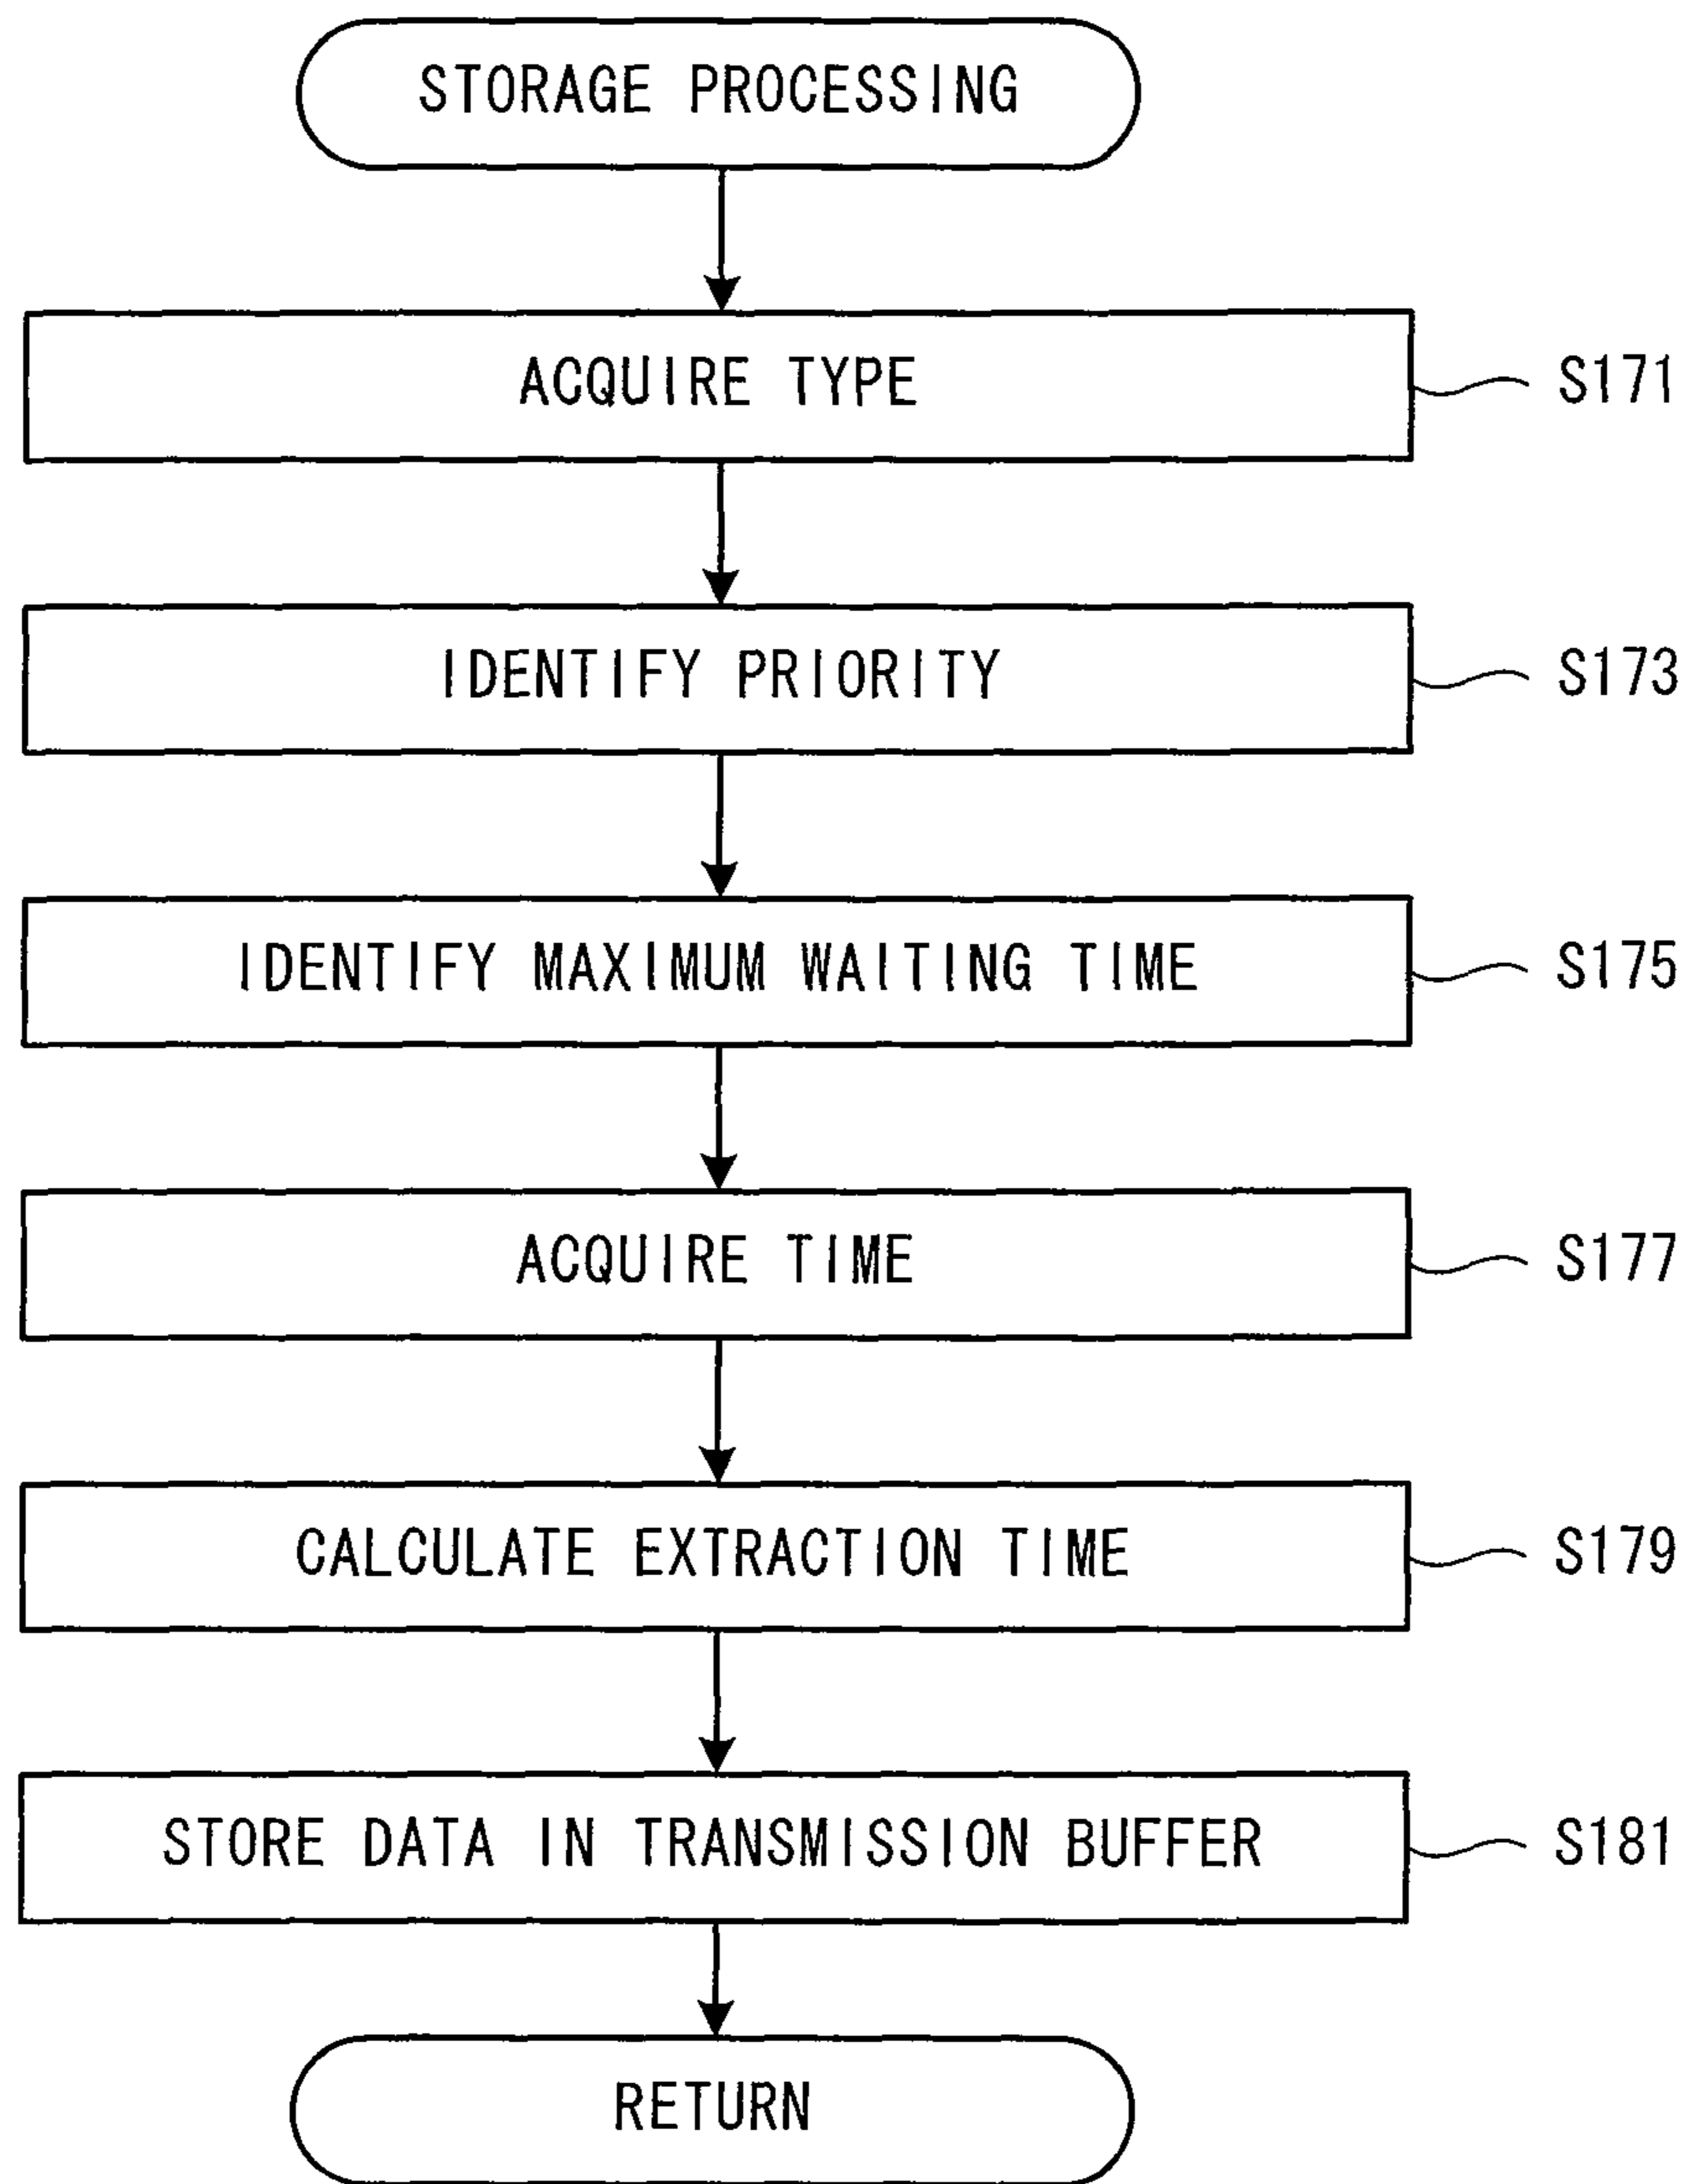 STORAGE PROCESSING
ACQUIRE TYPE
S171
IDENTIFY PRIORITY
S173
IDENTIFY MAXIMUM WAITING TIME
S175
ACQUIRE TIME
S177
CALCULATE EXTRACTION TIME
S179
STORE DATA IN TRANSMISSION BUFFER
S181
RETURN